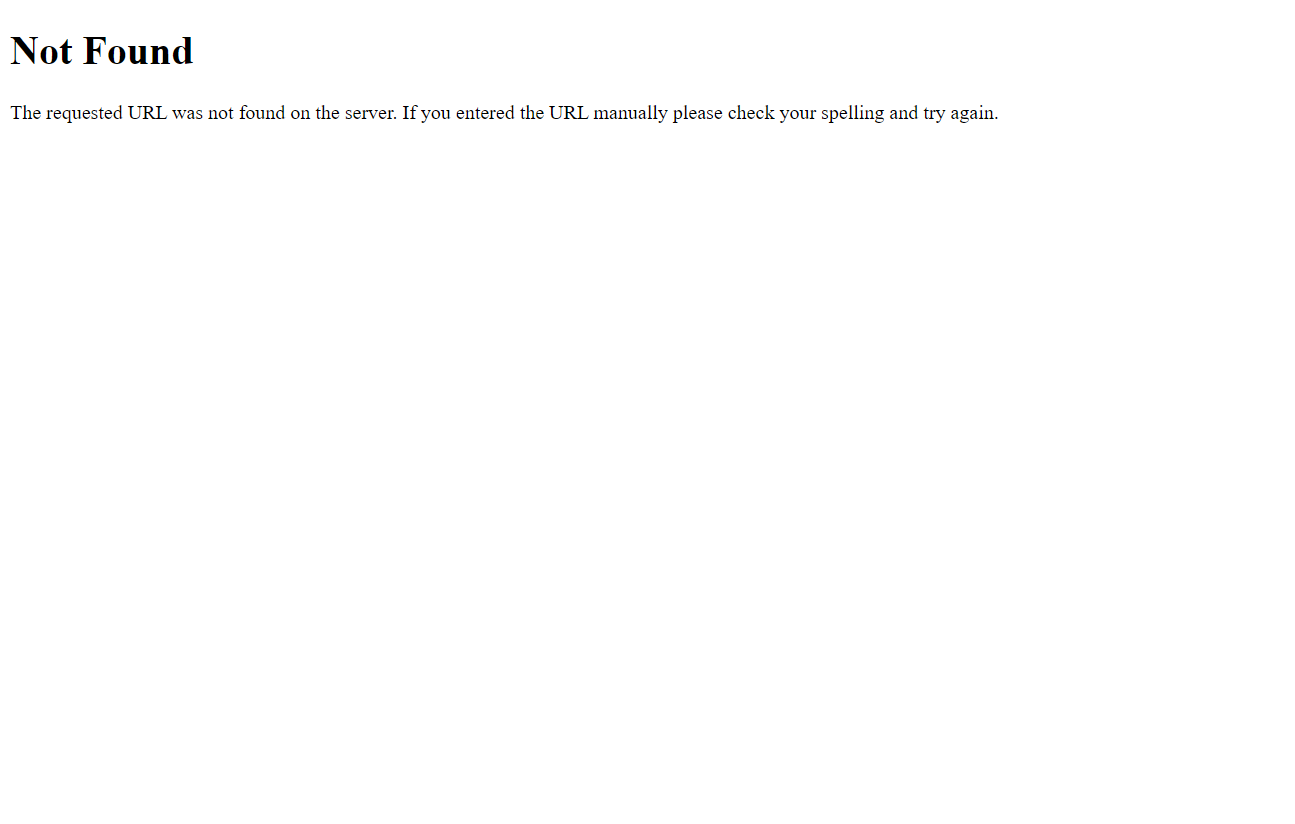 Not Found
The requested URL was not found on the server. If you entered the URL manually please check your spelling and try again.